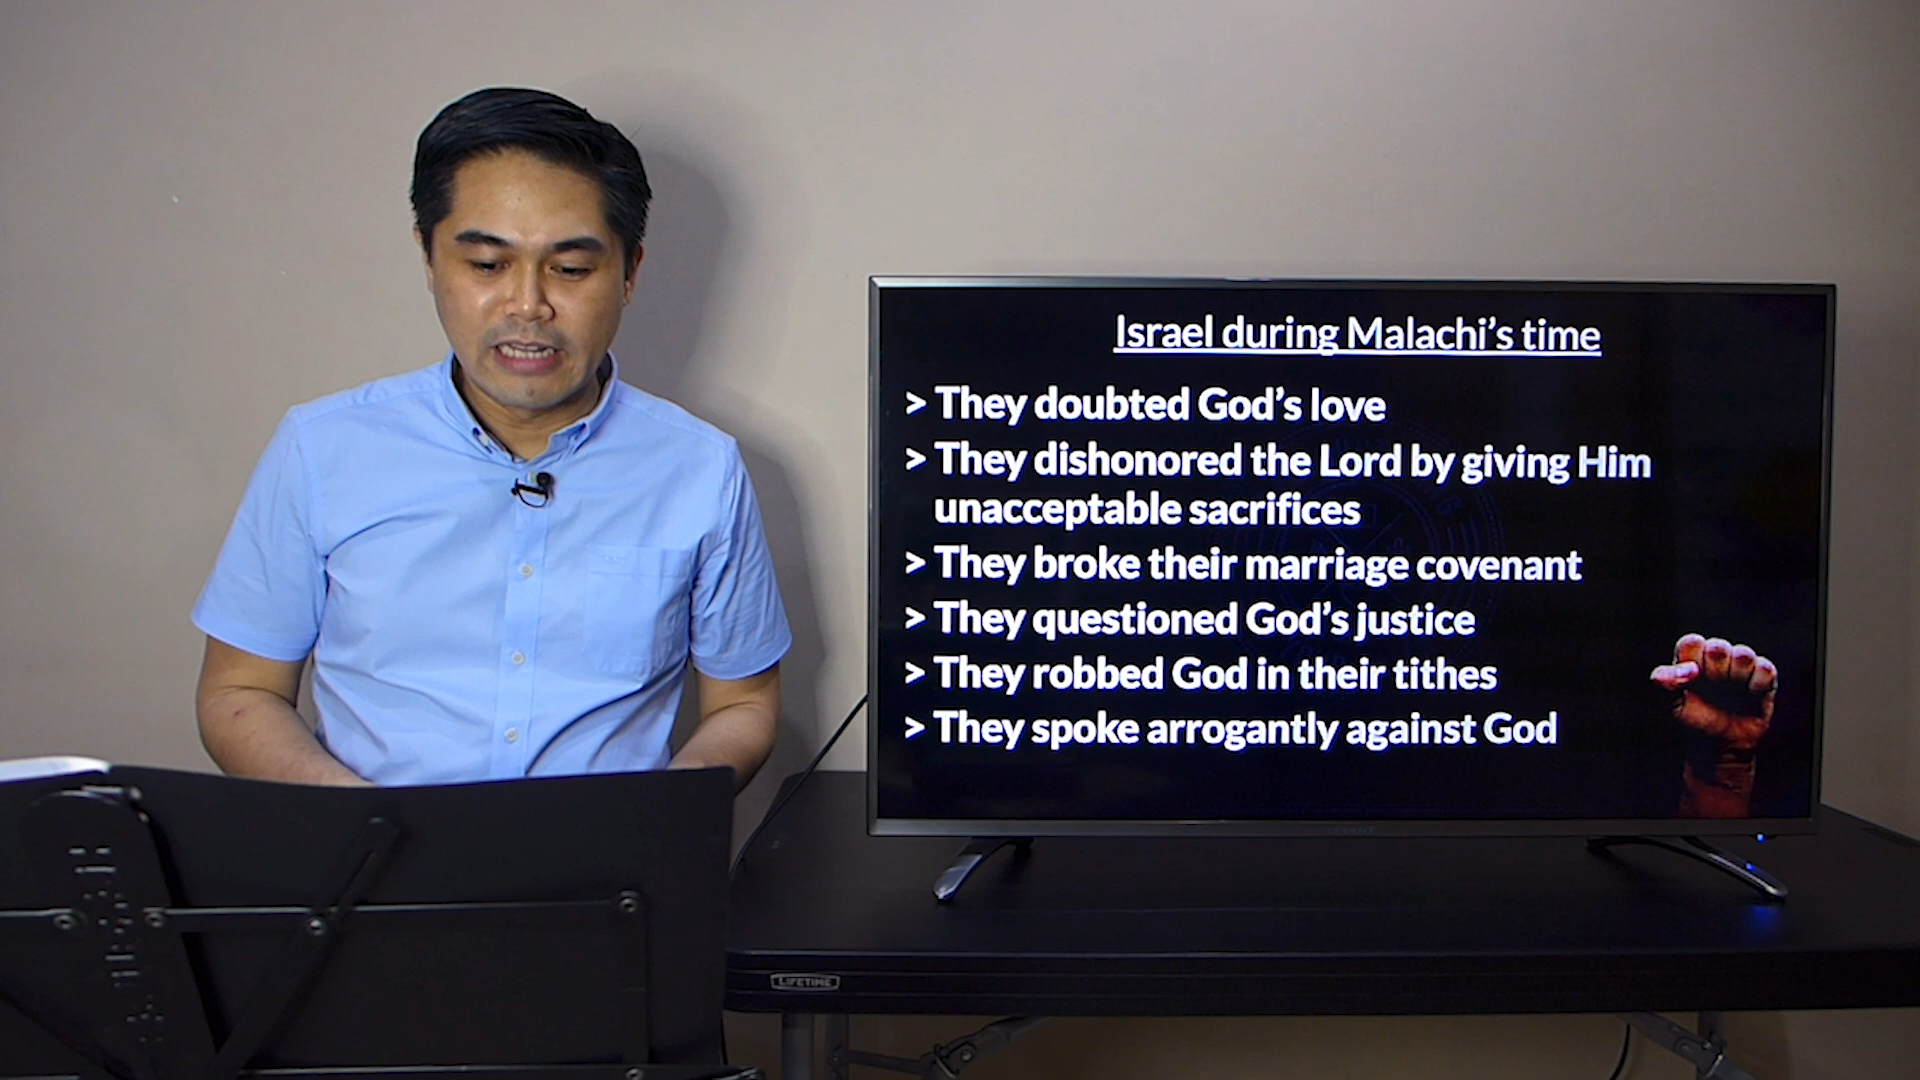 Israel during Malachi's time
> They doubted God's love
> They dishonored the Lord by giving Him
unacceptable sacrifices
> They broke their marriage covenant
> They questioned God's justice
> They robbed God in their tithes
> They spoke arrogantly against God
LIFETIME